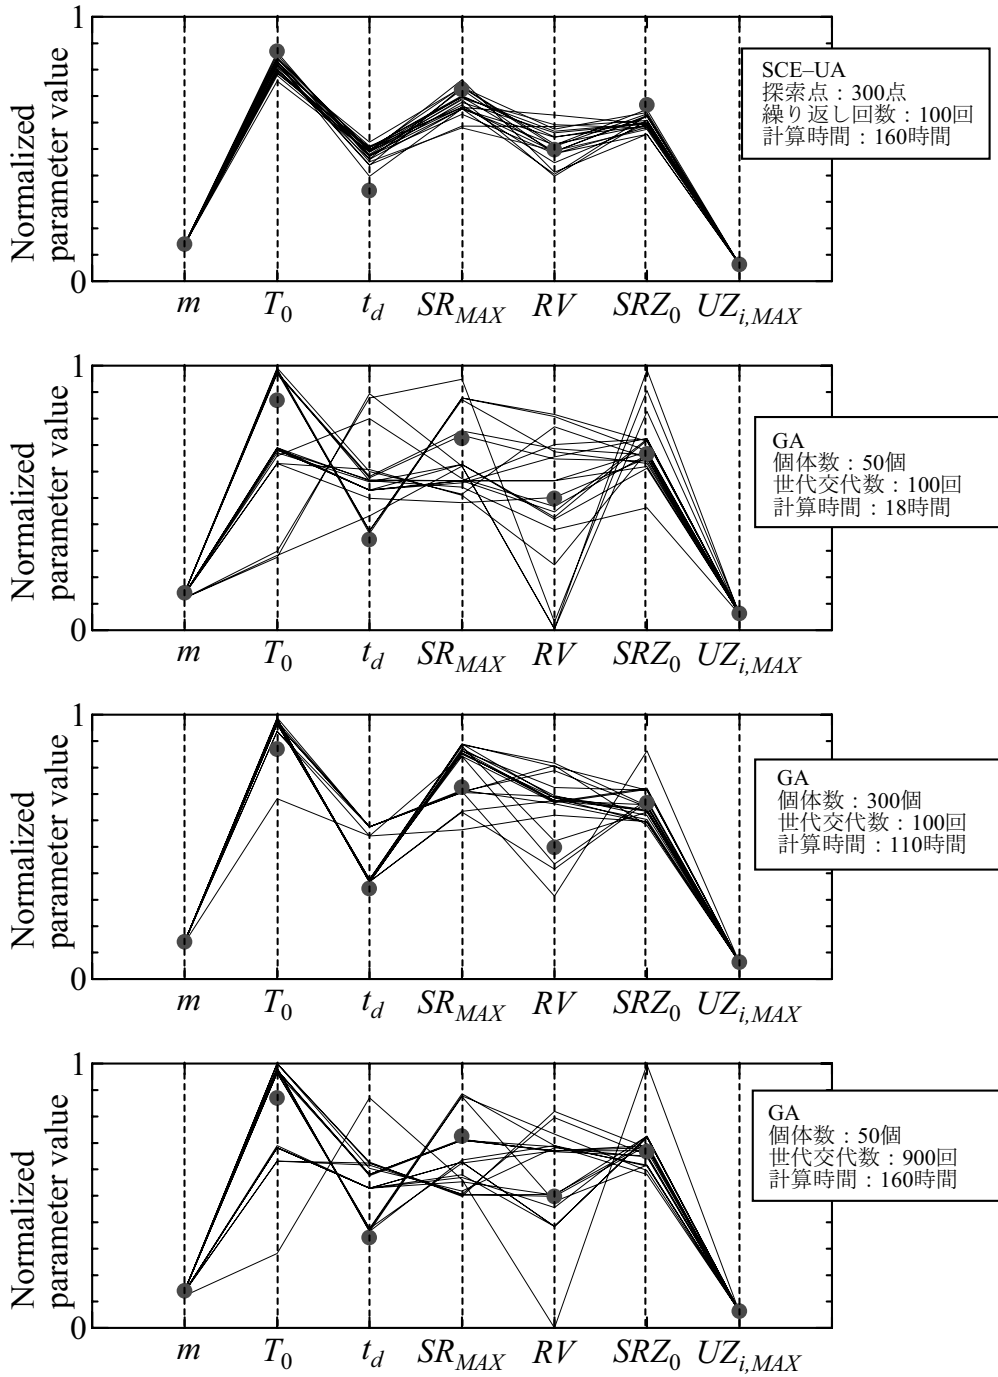 1
Normalized
parameter value
0
m T0 td SRMAX RV SRZ0 UZi,MAX
SCE–UA
探索点：300点
繰り返し回数：100回
計算時間：160時間
1
Normalized
parameter value
0
m T0 td SRMAX RV SRZ0 UZi,MAX
GA
個体数：50個
世代交代数：100回
計算時間：18時間
1
Normalized
parameter value
0
m T0 td SRMAX RV SRZ0 UZi,MAX
GA
個体数：300個
世代交代数：100回
計算時間：110時間
1
Normalized
parameter value
0
m T0 td SRMAX RV SRZ0 UZi,MAX
GA
個体数：50個
世代交代数：900回
計算時間：160時間